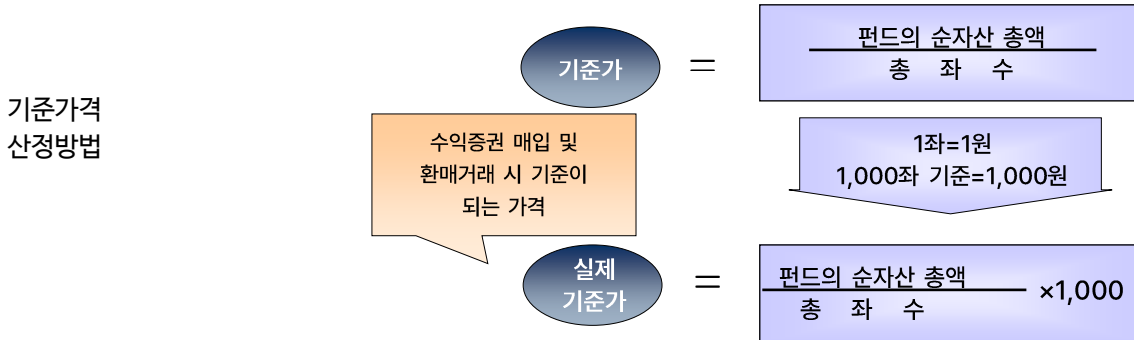 기준가격
산정방법
기준가
=
펀드의 순자산 총액
총 좌 수
수익증권 매입 및
환매거래 시 기준이
되는 가격
1좌=1원
1,000좌 기준=1,000원
실제
기준가
=
펀드의 순자산 총액
총 좌 수
×1,000